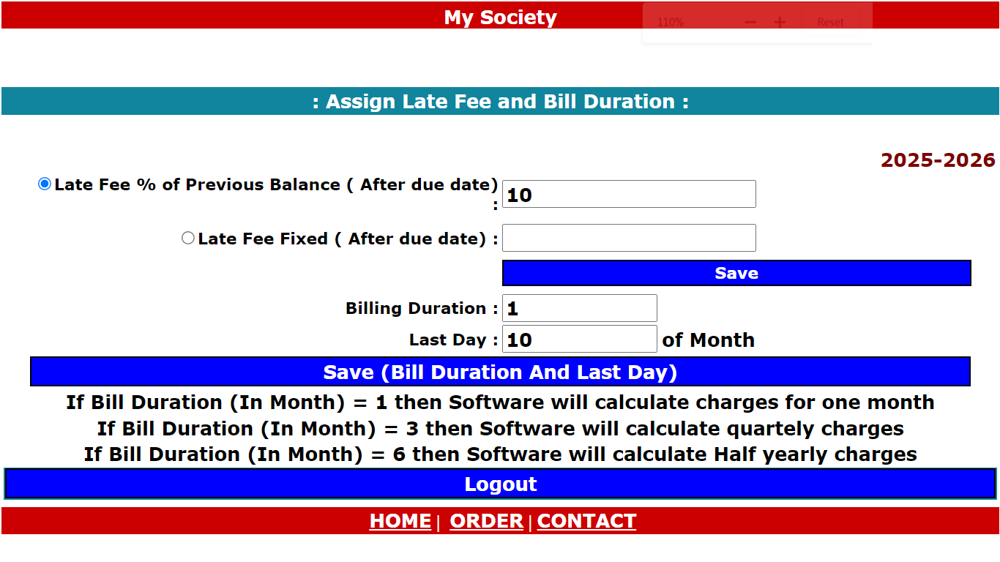 My Society
110% − + Reset
: Assign Late Fee and Bill Duration :
2025-2026
Late Fee % of Previous Balance ( After due date)
: 10
Late Fee Fixed ( After due date) :
Save
Billing Duration : 1
Last Day : 10 of Month
Save (Bill Duration And Last Day)
If Bill Duration (In Month) = 1 then Software will calculate charges for one month
If Bill Duration (In Month) = 3 then Software will calculate quartely charges
If Bill Duration (In Month) = 6 then Software will calculate Half yearly charges
Logout
HOME | ORDER | CONTACT